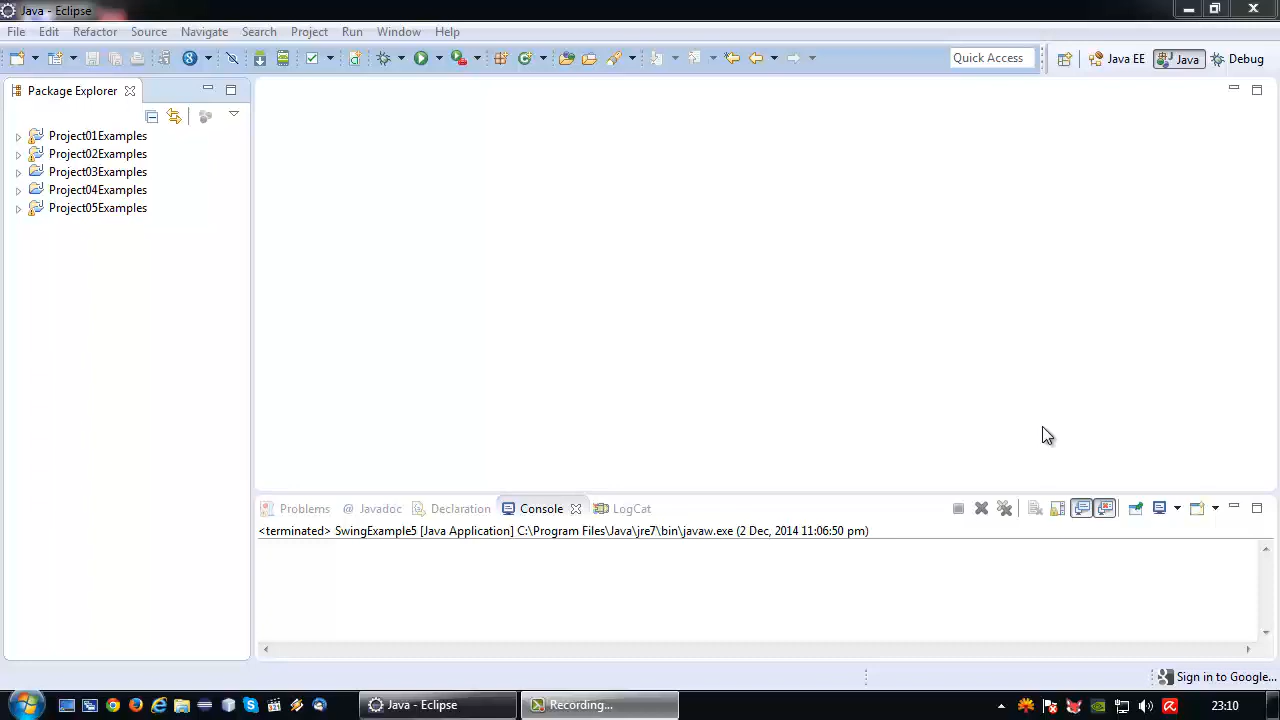 Java - Eclipse
File Edit Refactor Source Navigate Search Project Run Window Help
Quick Access
Java EE
Java
Debug
Package Explorer
Project01Examples
Project02Examples
Project03Examples
Project04Examples
Project05Examples
Problems @ Javadoc Declaration Console LogCat
<terminated> SwingExample5 [Java Application] C:\Program Files\Java\jre7\bin\javaw.exe (2 Dec, 2014 11:06:50 pm)
Sign in to Google...
Java - Eclipse
Recording...
23:10